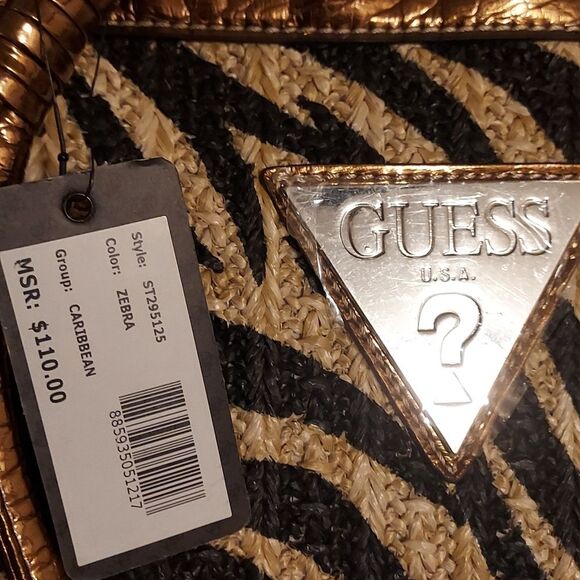 Style: ST295125
Color: ZEBRA
Group: CARIBBEAN
MSR: $110.00
885935051217
GUESS
U.S.A.
?